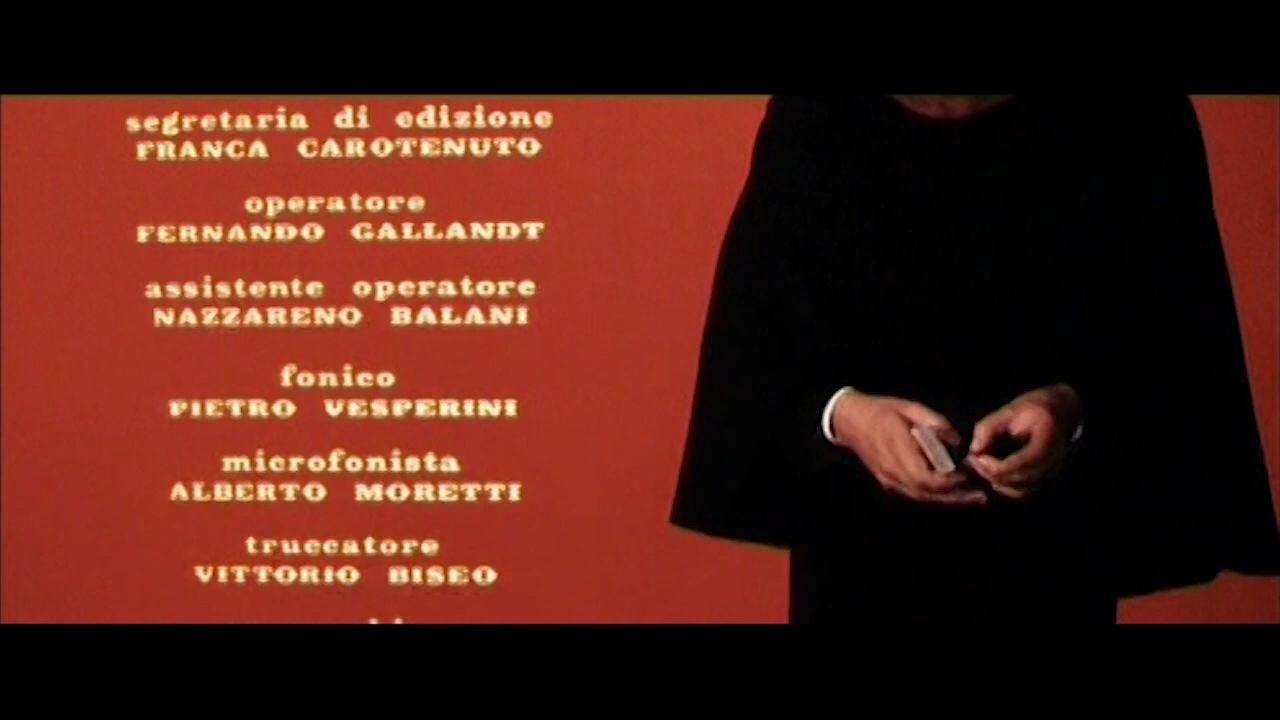 segretaria di edizione
FRANCA CAROTENUTO
operatore
FERNANDO GALLANDT
assistente operatore
NAZZARENO BALANI
fonico
PIETRO VESPERINI
microfonista
ALBERTO MORETTI
truccatore
VITTORIO BISEO